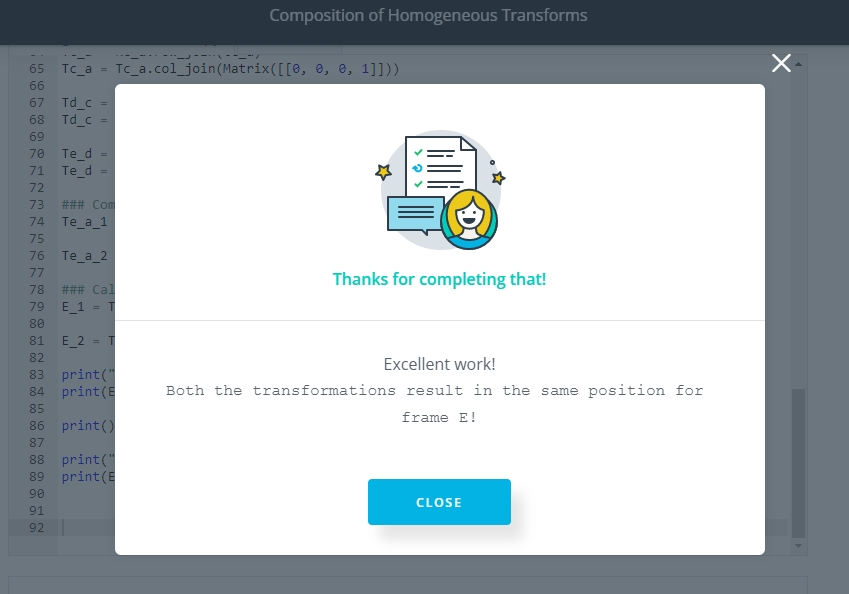 Composition of Homogeneous Transforms
65 Tc_a = Tc_a.col_join(Matrix([[0, 0, 0, 1]]))
66
67 Td_c =
68 Td_c =
69
70 Te_d =
71 Te_d =
72
73 ### Com
74 Te_a_1
75
76 Te_a_2
77
78 ### Cal
79 E_1 = T
80
81 E_2 = T
82
83 print("
84 print(E
85
86 print()
87
88 print("
89 print(E
90
91
92
Thanks for completing that!
Excellent work!
Both the transformations result in the same position for
frame E!
CLOSE